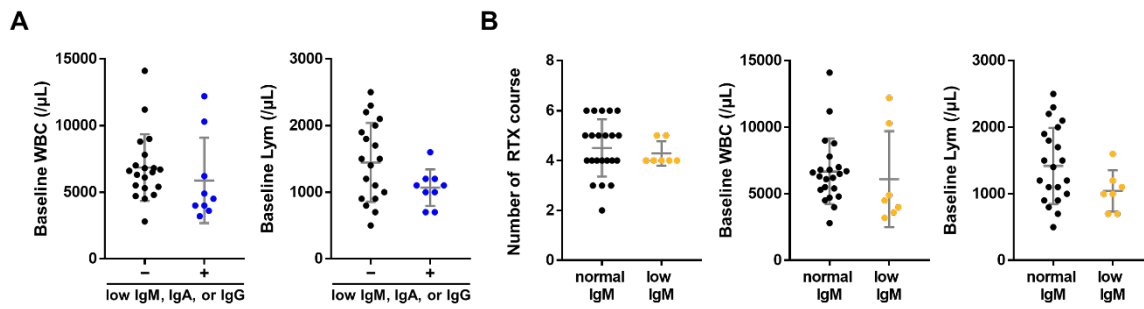 A
B
Baseline WBC (/μL)
15000
10000
5000
0
− +
low IgM, IgA, or IgG
Baseline Lym (/μL)
3000
2000
1000
0
− +
low IgM, IgA, or IgG
Number of RTX course
8
6
4
2
0
normal IgM
low IgM
Baseline WBC (/μL)
15000
10000
5000
0
normal IgM
low IgM
Baseline Lym (/μL)
3000
2000
1000
0
normal IgM
low IgM